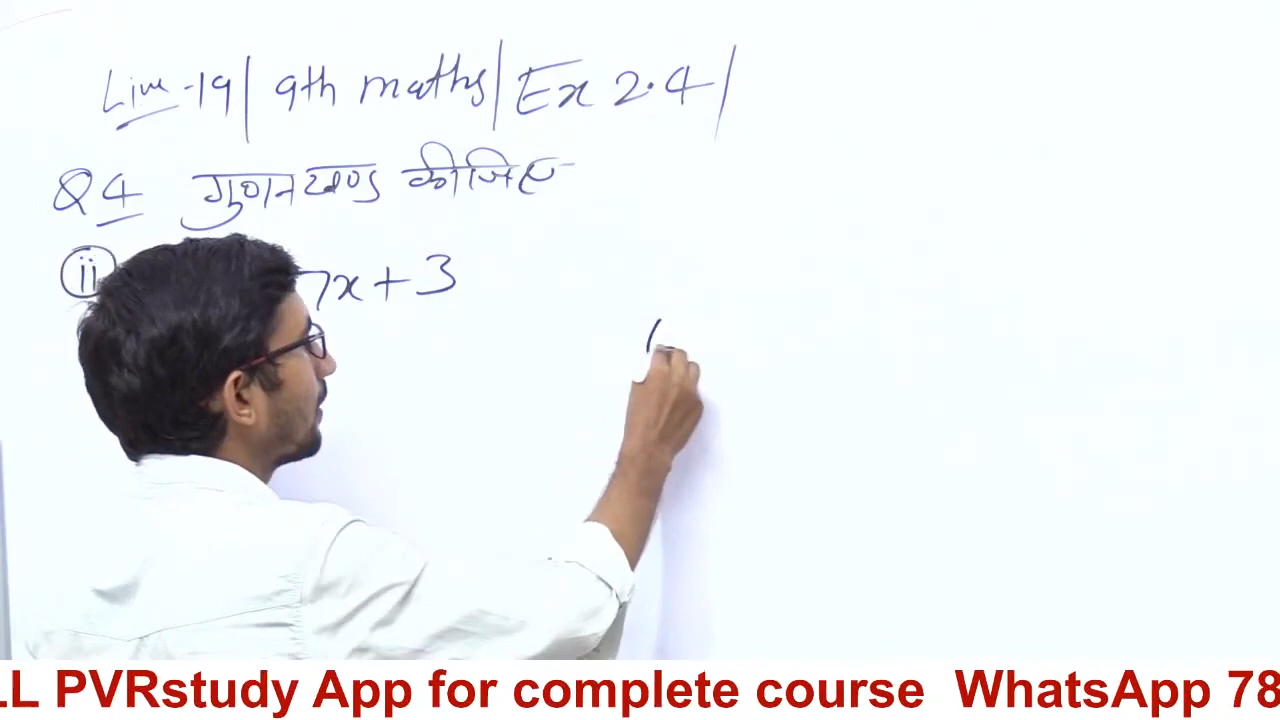 Live -19| 9th maths| Ex 2.4|
Q 4 गुणनखण्ड कीजिए
ii 7x + 3
LL PVRstudy App for complete course WhatsApp 78